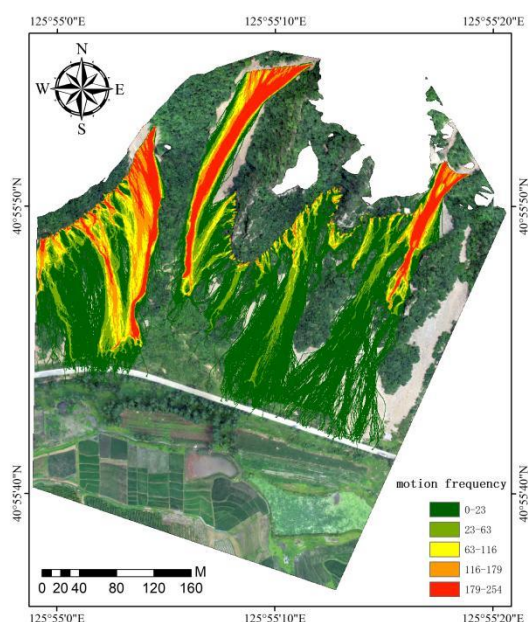 125°55′0″E 125°55′10″E 125°55′20″E
N
W E
S
40°55′50″N 40°55′50″N
40°55′40″N 40°55′40″N
motion frequency
0-23
23-63
63-116
116-179
179-254
M
0 20 40 80 120 160
125°55′0″E 125°55′10″E 125°55′20″E